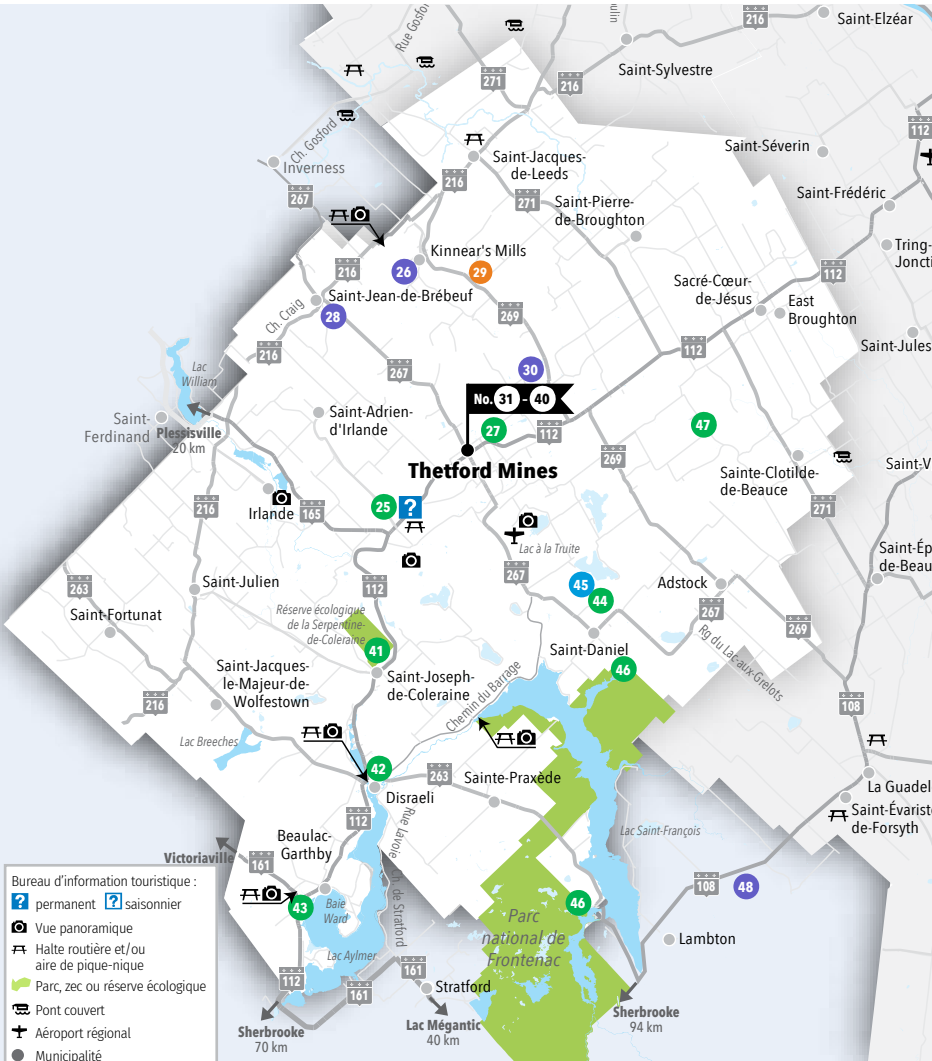 216
Saint-Elzéar
Rue Gosford
Saint-Sylvestre
271
216
112
Ch. Gosford
Saint-Séverin
Inverness
Saint-Jacques-
de-Leeds
216
267
271
Saint-Pierre-
de-Broughton
Saint-Frédéric
Kinnear's Mills
Tring-
Joncti
216
26
29
112
Sacré-Cœur-
de-Jésus
Saint-Jean-de-Brébeuf
East
Broughton
Ch. Craig
28
269
Saint-Jules
216
112
267
30
Lac
William
No. 31 - 40
Saint-Adrien-
d'Irlande
Saint-
Ferdinand
Plessisville
20 km
27
112
47
269
Thetford Mines
Sainte-Clotilde-
de-Beauce
Saint-V
216
Irlande
165
25
?
271
Lac à la Truite
Saint-Ép
de-Beau
267
263
Saint-Julien
112
45
44
Adstock
Saint-Fortunat
Réserve écologique
de la Serpentine-
de-Coleraine
267
269
Rg du Lac-aux-Grelots
41
Saint-Daniel
46
Saint-Jacques-
le-Majeur-de-
Wolfestown
Saint-Joseph-
de-Coleraine
Chemin du Barrage
216
108
Lac Breeches
42
263
Sainte-Praxède
Disraeli
La Guadel
Saint-Évariste
de-Forsyth
112
Rue Lavoie
Lac Saint-François
Beaulac-
Garthby
Victoriaville
161
Ch. de Stratford
108
48
43
Baie
Ward
46
Parc
national de
Frontenac
Lambton
Lac Aylmer
112
161
161
Stratford
Sherbrooke
70 km
Lac Mégantic
40 km
Sherbrooke
94 km
Bureau d'information touristique :
? permanent ? saisonnier
Vue panoramique
Halte routière et/ou
aire de pique-nique
Parc, zec ou réserve écologique
Pont couvert
Aéroport régional
Municipalité